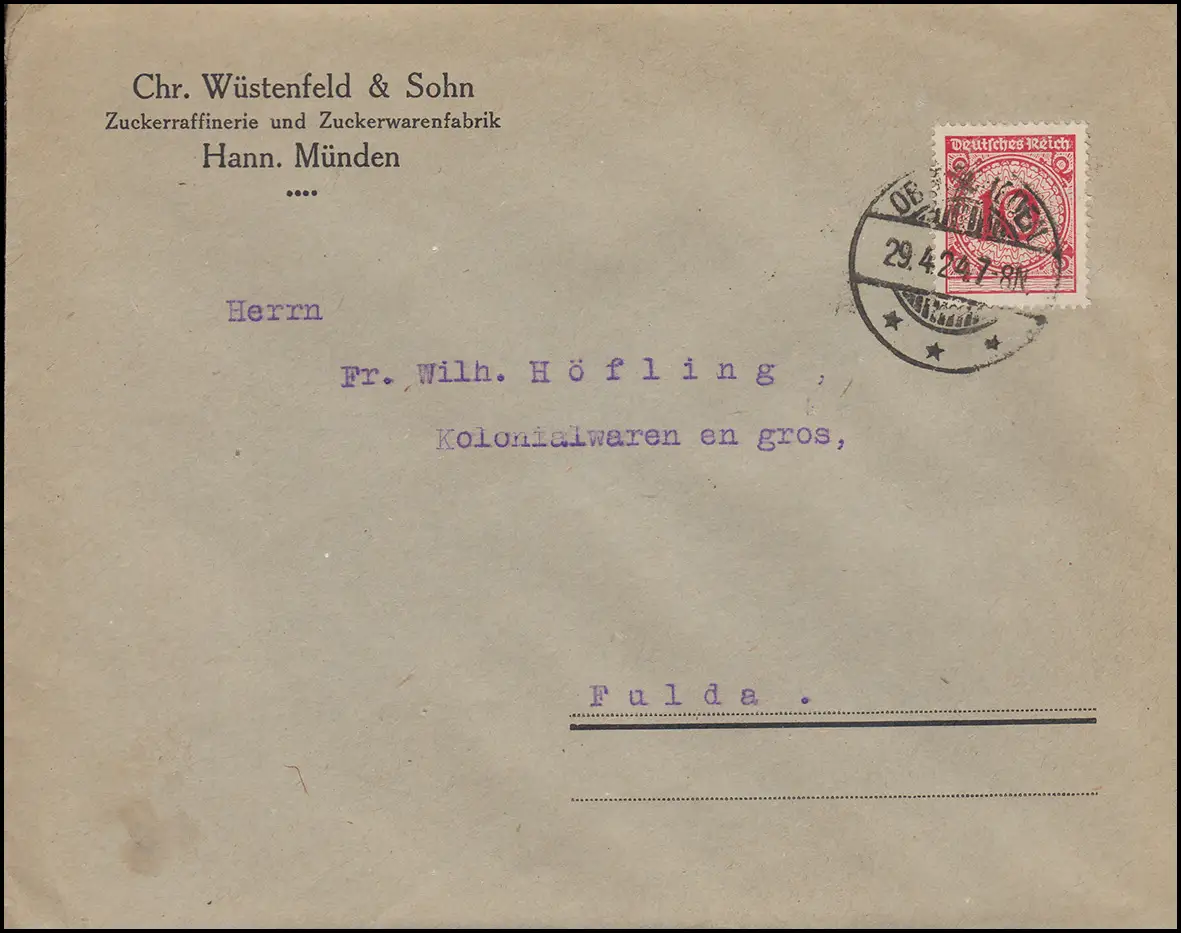 Chr. Wüstenfeld & Sohn
Zuckerraffinerie und Zuckerwarenfabrik
Hann. Münden
Deutsches Reich
10
29.4.24.7-8N.
Herrn
Fr. Wilh. Höfling,
Kolonialwaren en gros,
Fulda.